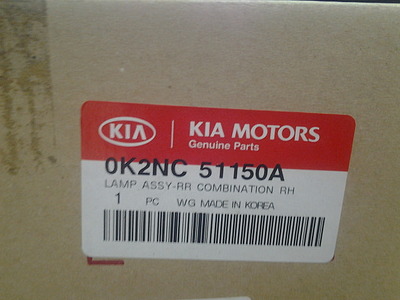 KIA KIA MOTORS
Genuine Parts
0K2NC 51150A
LAMP ASSY-RR COMBINATION RH
1 PC WG MADE IN KOREA